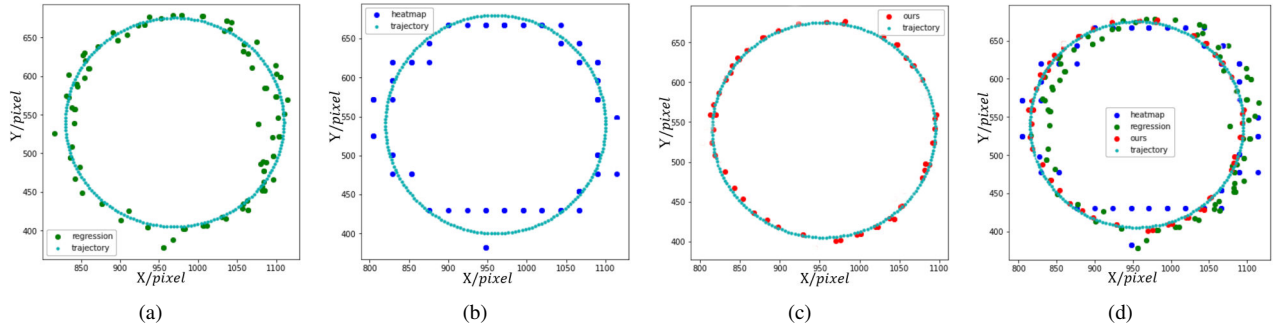 650
600
550
500
450
400
Y/pixel
regression
trajectory
850
900
950
1000
1050
1100
X/pixel
(a)
heatmap
trajectory
650
600
550
500
450
400
Y/pixel
800
850
900
950
1000
1050
1100
X/pixel
(b)
ours
trajectory
650
600
550
500
450
400
Y/pixel
800
850
900
950
1000
1050
1100
X/pixel
(c)
650
600
550
500
450
400
Y/pixel
heatmap
regression
ours
trajectory
800
850
900
950
1000
1050
1100
X/pixel
(d)